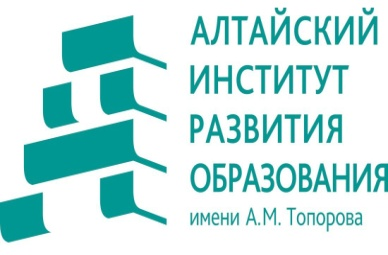 АЛТАЙСКИЙ
ИНСТИТУТ
РАЗВИТИЯ
ОБРАЗОВАНИЯ
имени А.М. Топорова